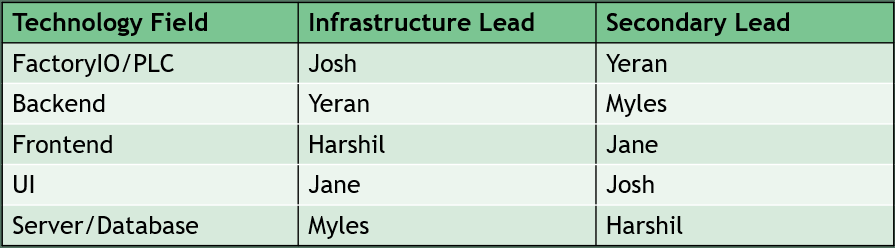 Technology Field Infrastructure Lead Secondary Lead
FactoryIO/PLC Josh Yeran
Backend Yeran Myles
Frontend Harshil Jane
UI Jane Josh
Server/Database Myles Harshil